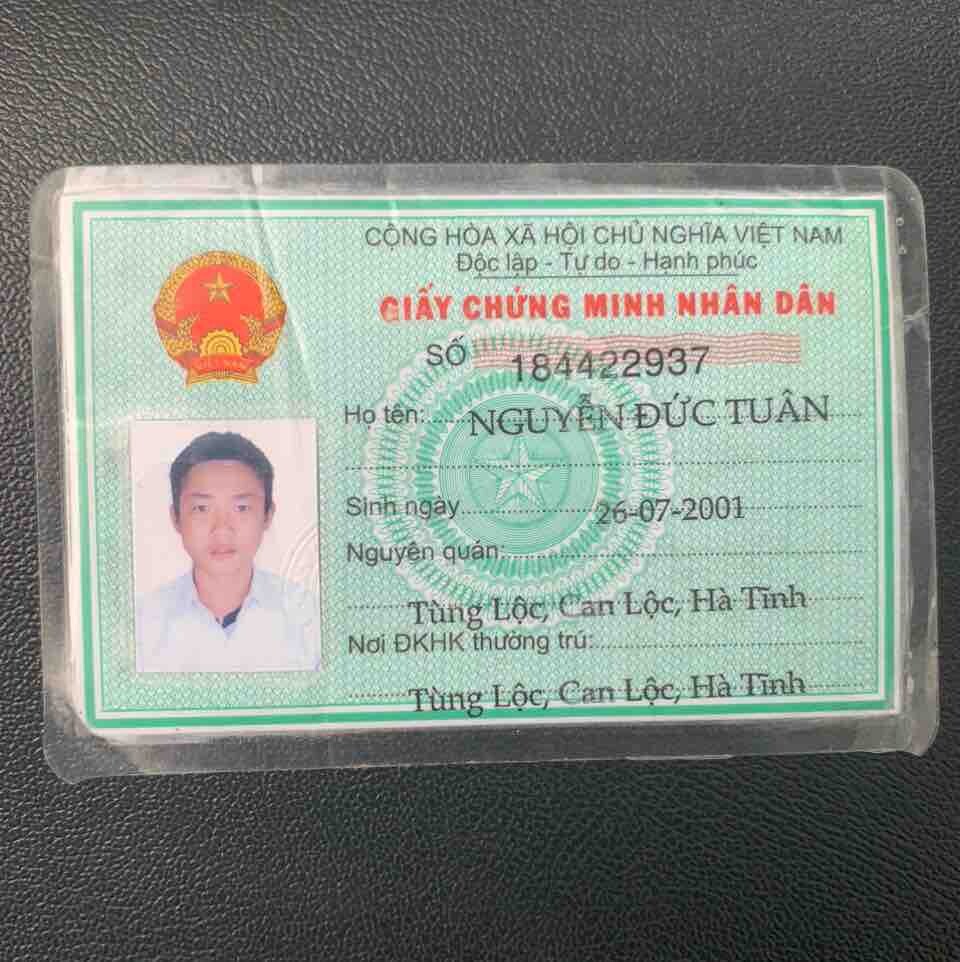 CỘNG HÒA XÃ HỘI CHỦ NGHĨA VIỆT NAM
Độc lập - Tự do - Hạnh phúc
GIẤY CHỨNG MINH NHÂN DÂN
SỐ 184422937
VIỆT NAM
Họ tên: NGUYỄN ĐỨC TUÂN
Sinh ngày 26-07-2001
Nguyên quán:
Tùng Lộc, Can Lộc, Hà Tĩnh
Nơi ĐKHK thường trú:
Tùng Lộc, Can Lộc, Hà Tĩnh